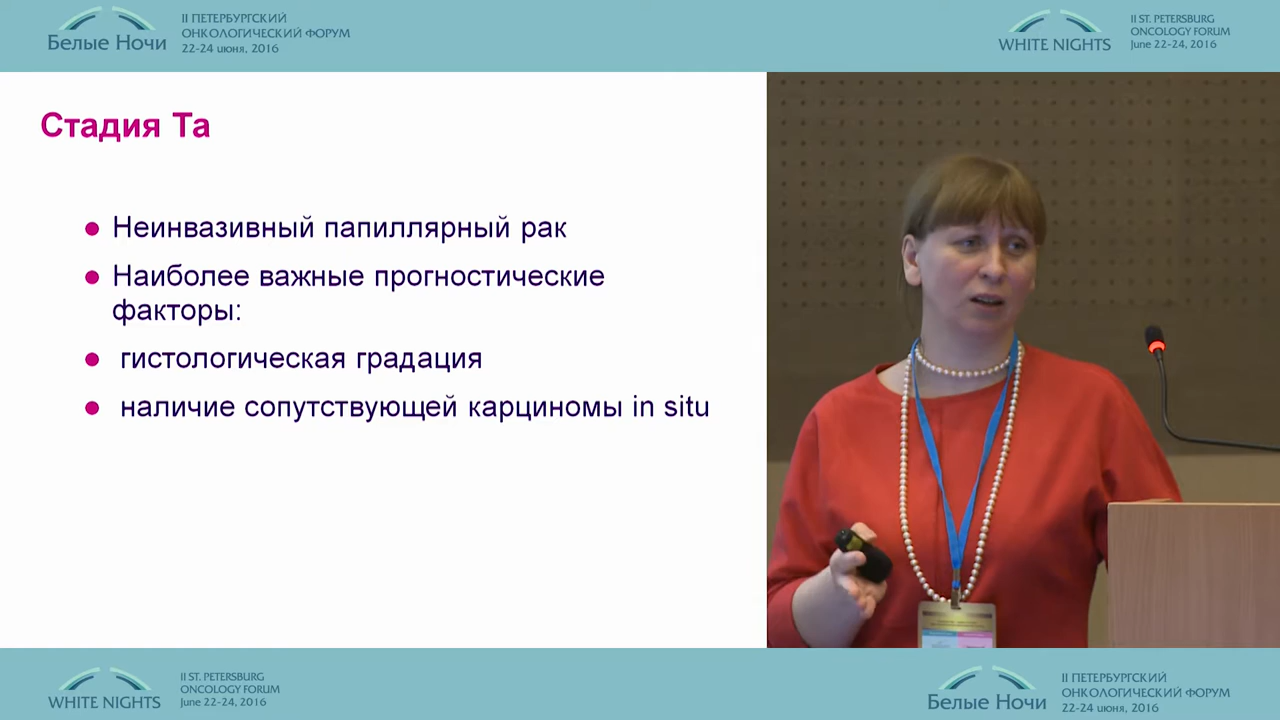 Белые Ночи
II ПЕТЕРБУРГСКИЙ
ОНКОЛОГИЧЕСКИЙ ФОРУМ
22-24 июня, 2016
WHITE NIGHTS
II ST. PETERSBURG
ONCOLOGY FORUM
June 22-24, 2016
Стадия Ta
Неинвазивный папиллярный рак
Наиболее важные прогностические
факторы:
гистологическая градация
наличие сопутствующей карциномы in situ
WHITE NIGHTS
II ST. PETERSBURG
ONCOLOGY FORUM
June 22-24, 2016
Белые Ночи
II ПЕТЕРБУРГСКИЙ
ОНКОЛОГИЧЕСКИЙ ФОРУМ
22-24 июня, 2016